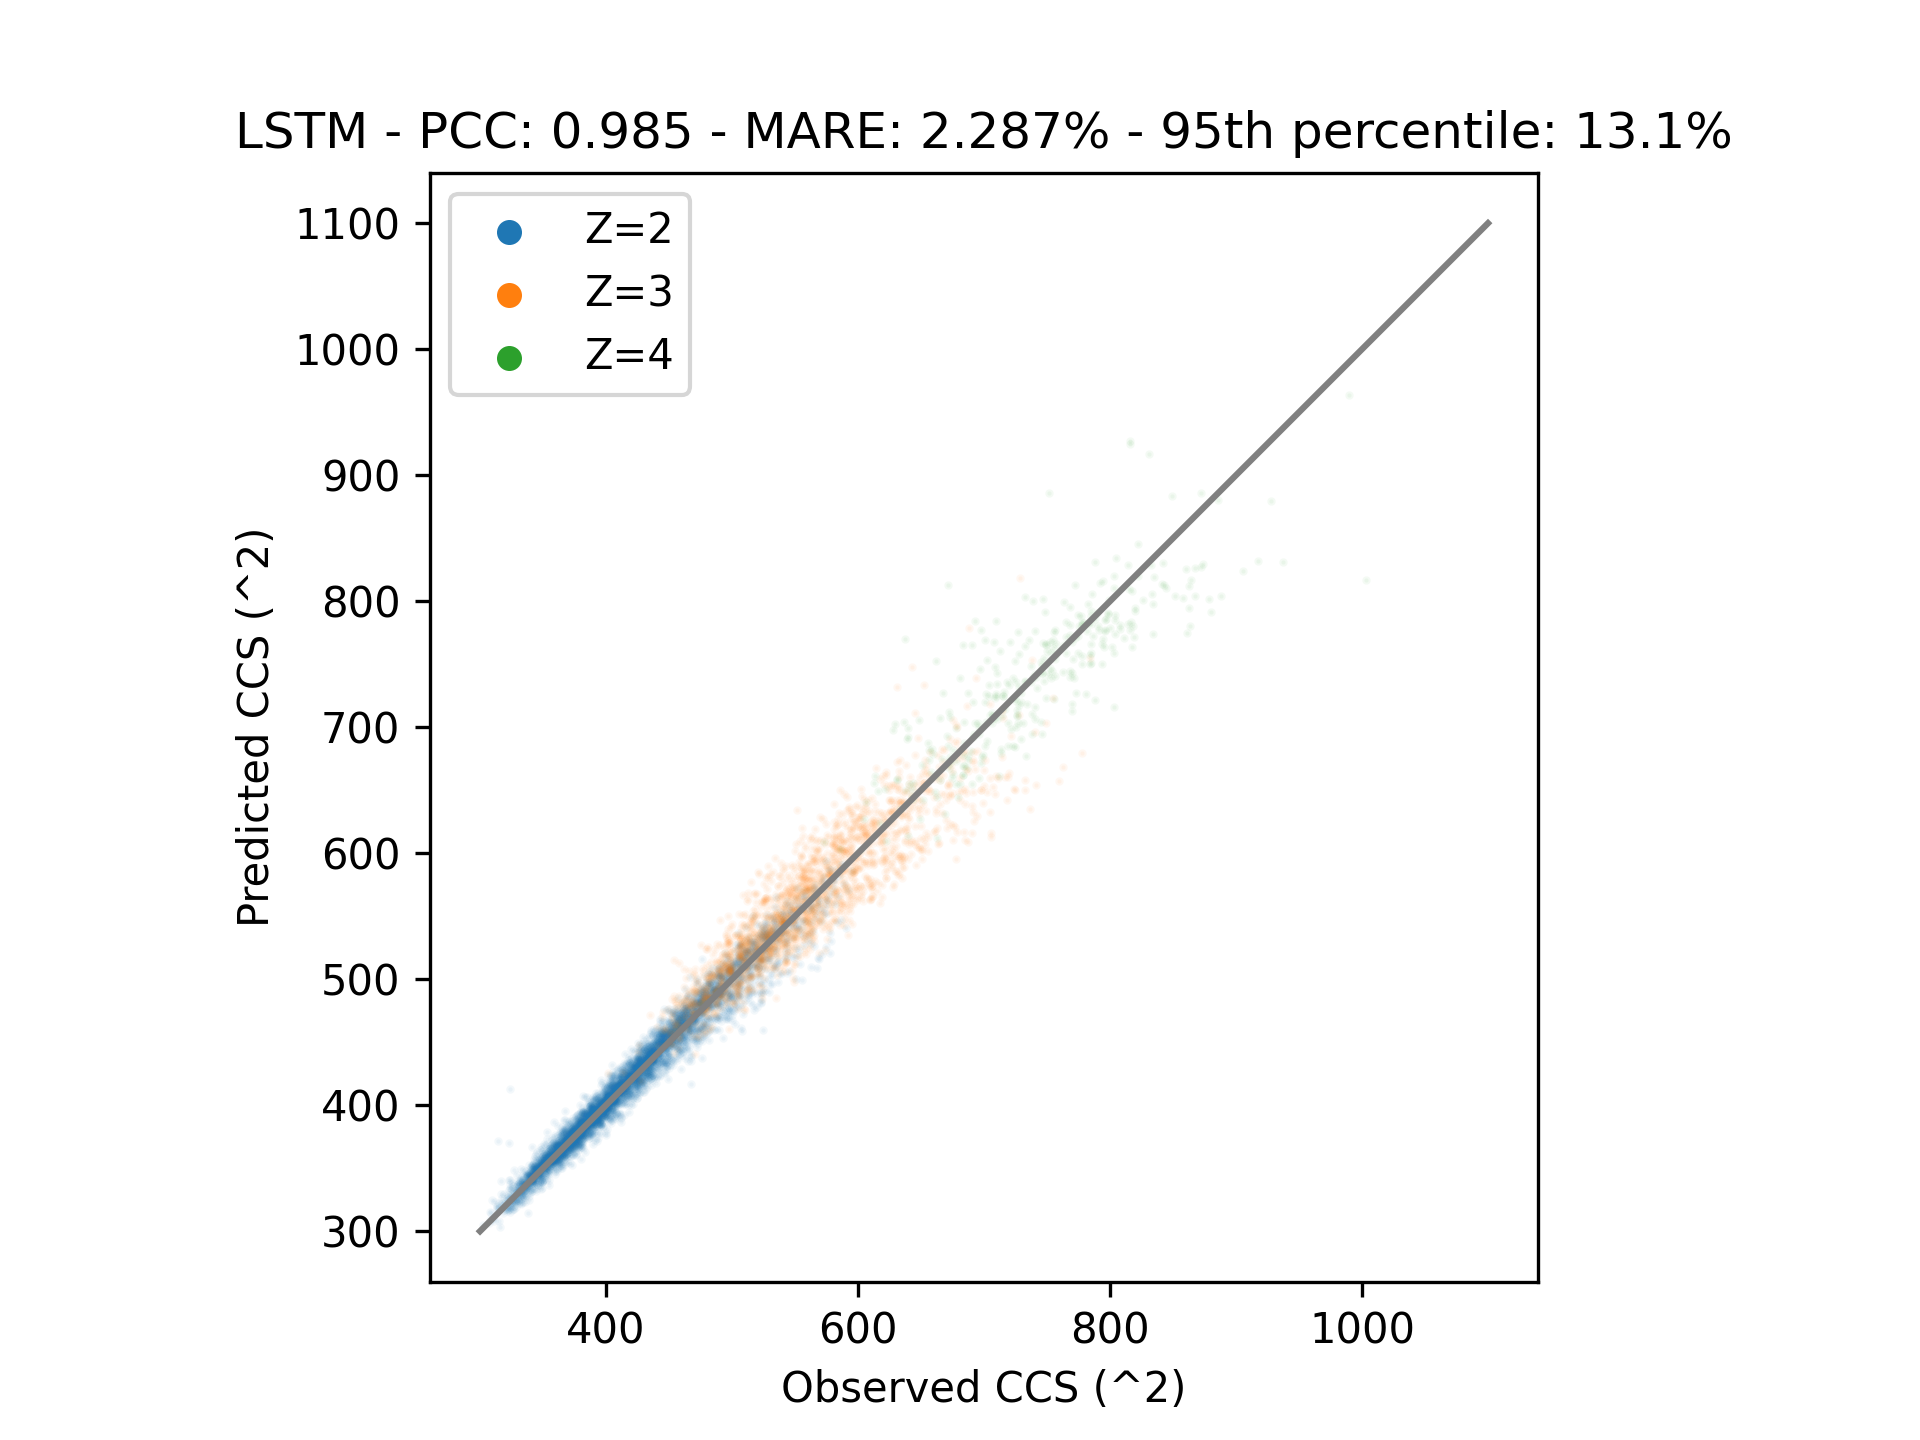 LSTM - PCC: 0.985 - MARE: 2.287% - 95th percentile: 13.1%
Z=2
Z=3
Z=4
1100
1000
900
800
700
600
500
400
300
Predicted CCS (^2)
400 600 800 1000
Observed CCS (^2)